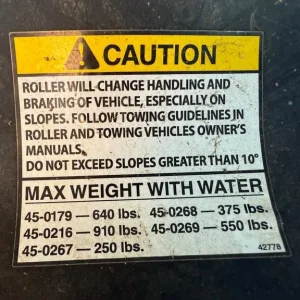 CAUTION
ROLLER WILL CHANGE HANDLING AND
BRAKING OF VEHICLE, ESPECIALLY ON
SLOPES. FOLLOW TOWING GUIDELINES IN
ROLLER AND TOWING VEHICLES OWNER'S
MANUALS.
DO NOT EXCEED SLOPES GREATER THAN 10°
MAX WEIGHT WITH WATER
45-0179 — 640 lbs. 45-0268 — 375 lbs.
45-0216 — 910 lbs. 45-0269 — 550 lbs.
45-0267 — 250 lbs.
42778